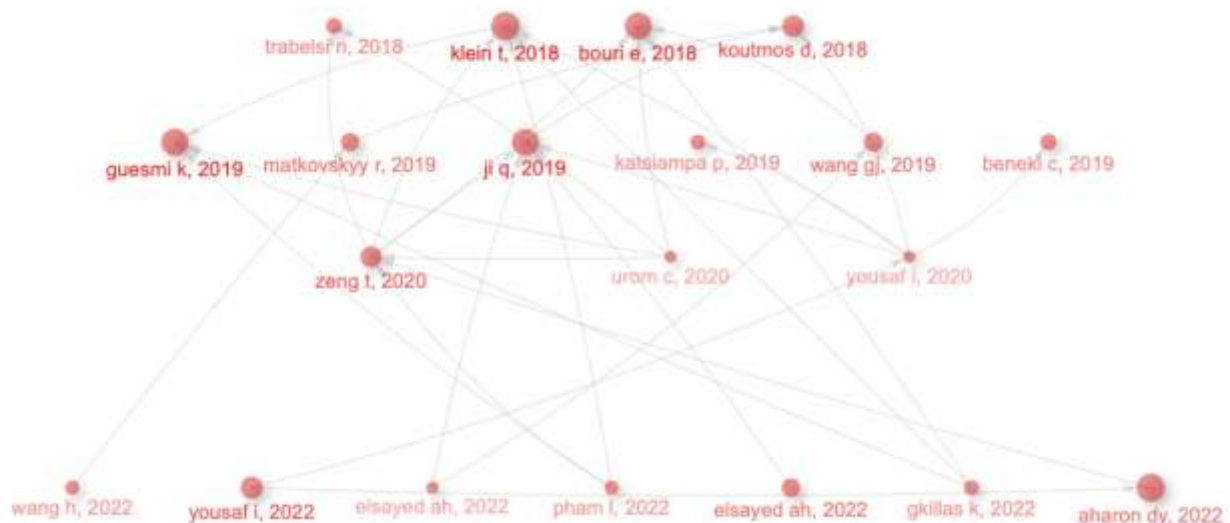 trabelsi n, 2018
klein t, 2018
bouri e, 2018
koutmos d, 2018
guesmi k, 2019
matkovskyy r, 2019
ji q, 2019
katsiampa p, 2019
wang gj, 2019
beneki c, 2019
zeng t, 2020
urom c, 2020
yousaf i, 2020
wang h, 2022
yousaf i, 2022
elsayed ah, 2022
pham l, 2022
elsayed ah, 2022
gkillas k, 2022
aharon dy, 2022